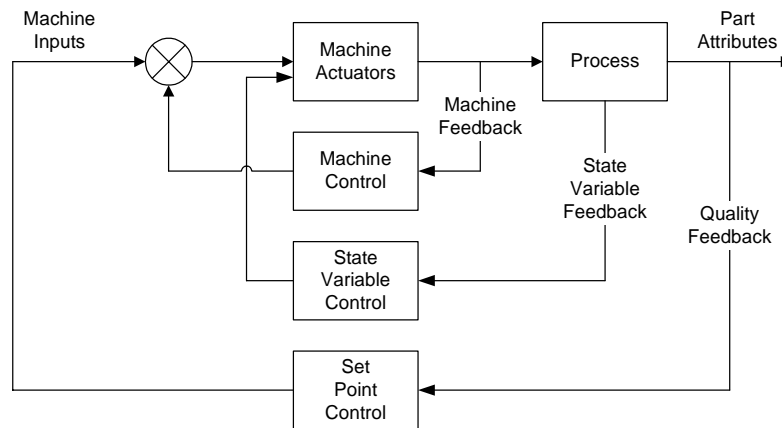 Machine
Inputs
Machine
Actuators
Process
Part
Attributes
Machine
Feedback
Machine
Control
State
Variable
Feedback
Quality
Feedback
State
Variable
Control
Set
Point
Control